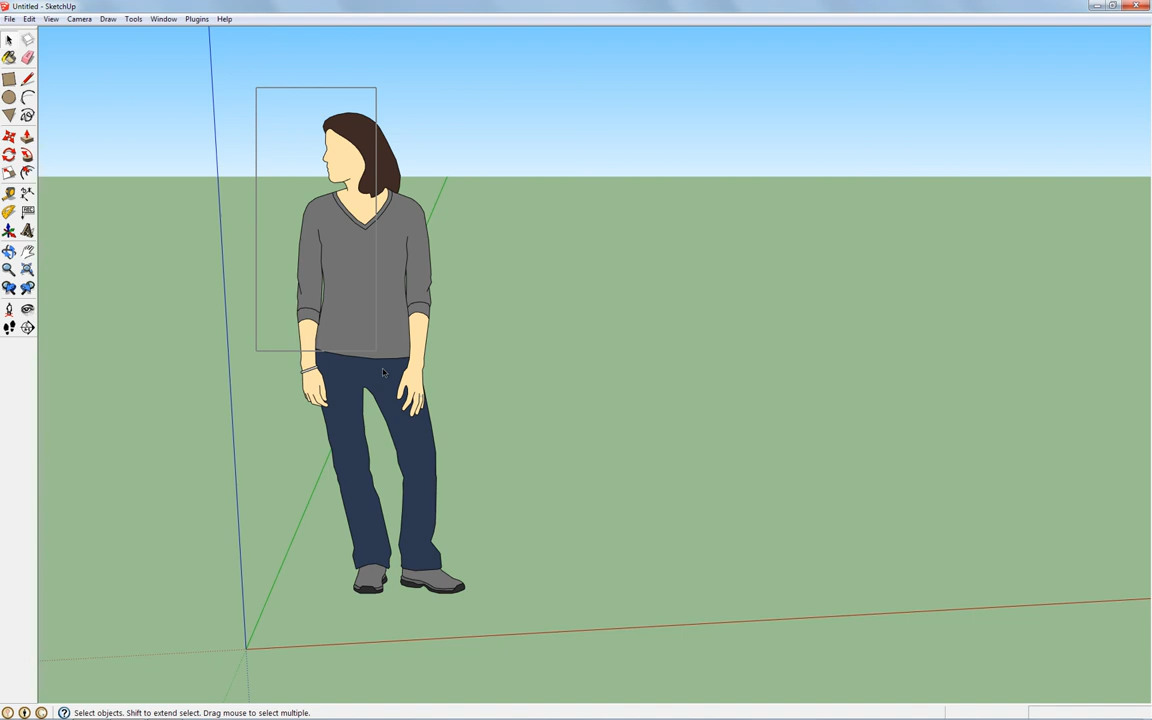 Untitled - SketchUp
File Edit View Camera Draw Tools Window Plugins Help
Select objects. Shift to extend select. Drag mouse to select multiple.